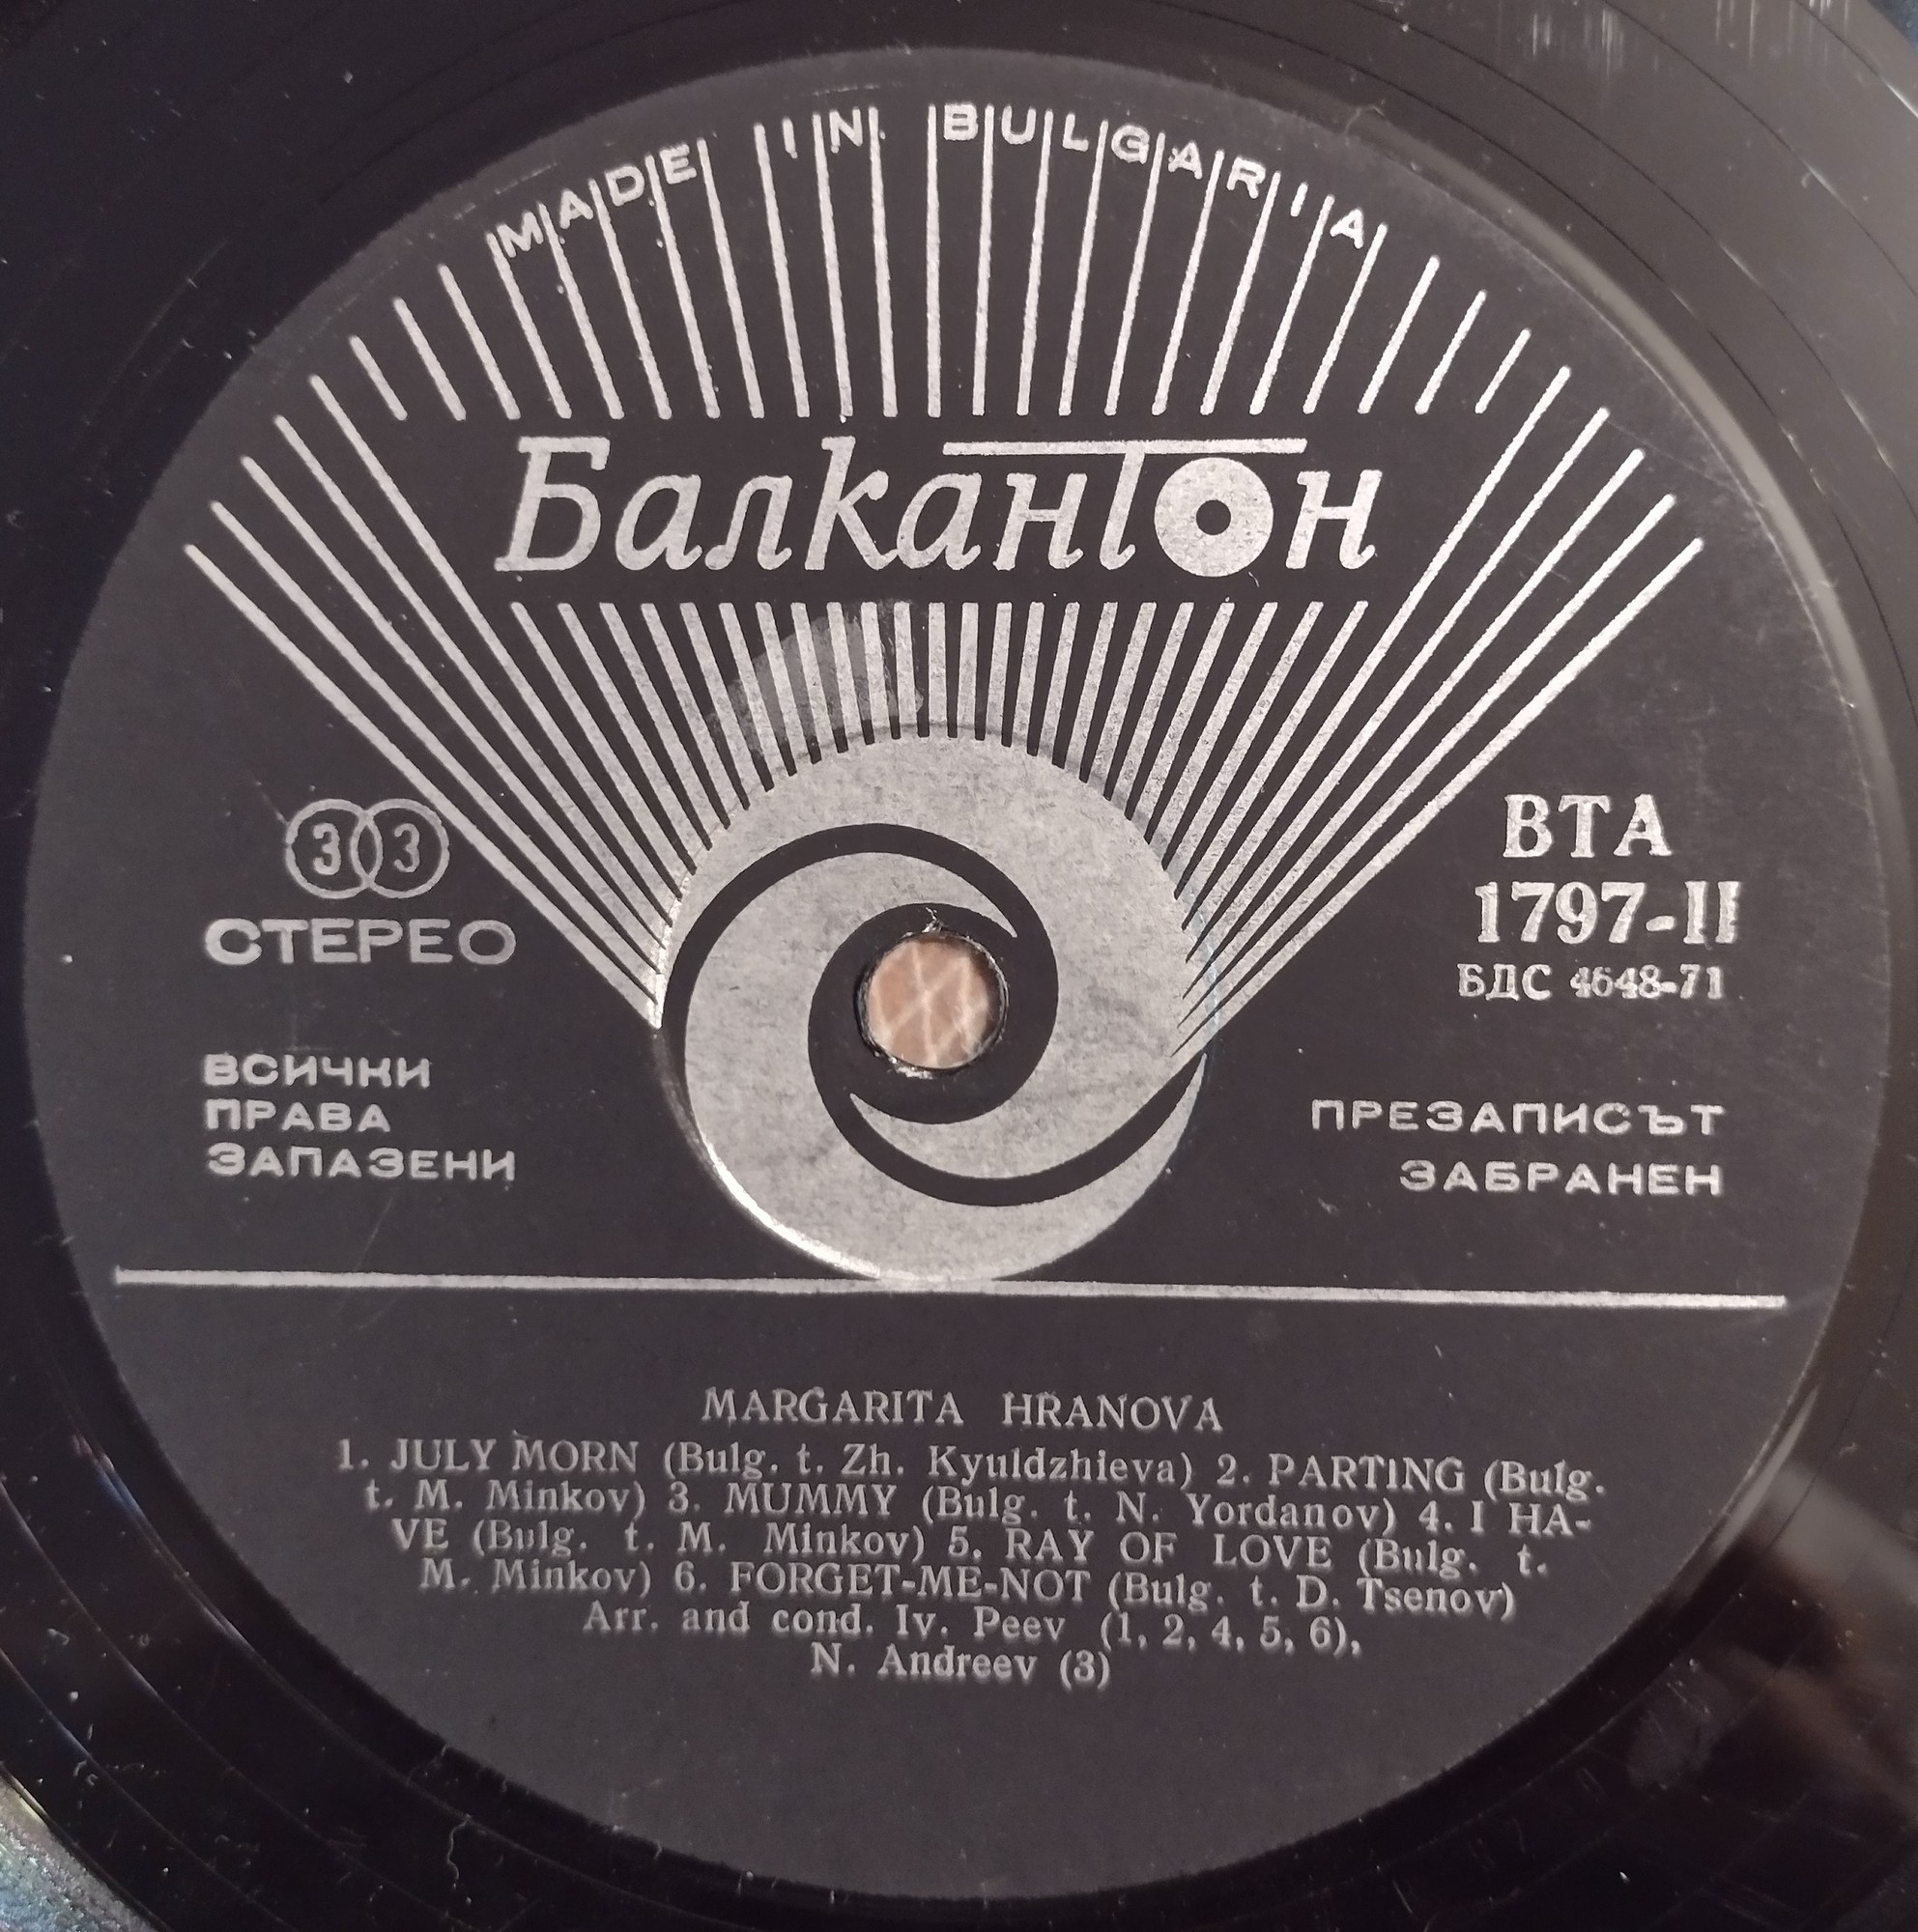 MADE IN BULGARIA
Балкантон
33
СТЕРЕО
ВТА
1797-II
БДС 4648-71
ВСИЧКИ
ПРАВА
ЗАПАЗЕНИ
ПРЕЗАПИСЪТ
ЗАБРАНЕН
MARGARITA HRANOVA
1. JULY MORN (Bulg. t. Zh. Kyuldzhieva) 2. PARTING (Bulg.
t. M. Minkov) 3. MUMMY (Bulg. t. N. Yordanov) 4. I HA-
VE (Bulg. t. M. Minkov) 5. RAY OF LOVE (Bulg. t.
M. Minkov) 6. FORGET-ME-NOT (Bulg. t. D. Tsenov)
Arr. and cond. Iv. Peev (1, 2, 4, 5, 6),
N. Andreev (3)